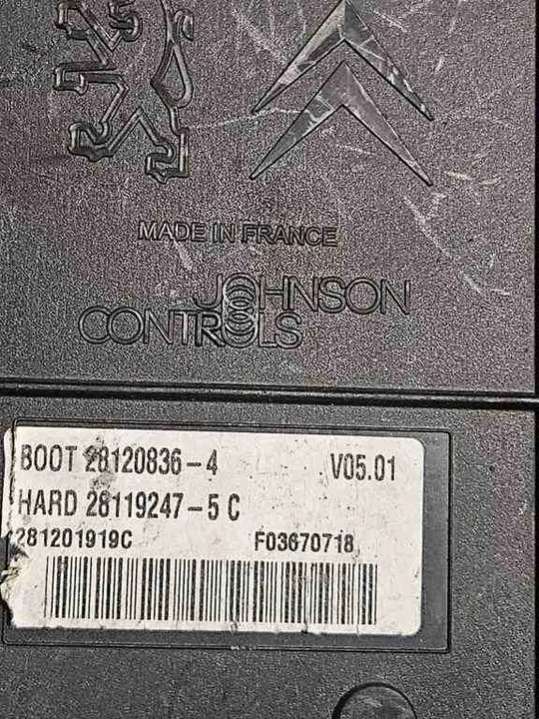 MADE IN FRANCE
JOHNSON
CONTROLS
BOOT 28120836-4 V05.01
HARD 28119247-5 C
281201919C F03670718